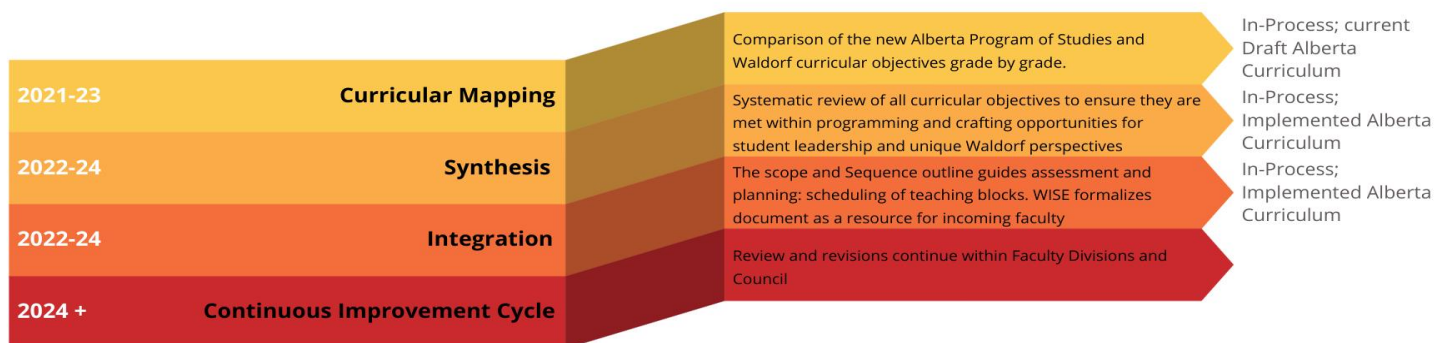 2021-23 Curricular Mapping
Comparison of the new Alberta Program of Studies and
Waldorf curricular objectives grade by grade.
In-Process; current
Draft Alberta
Curriculum
2022-24 Synthesis
Systematic review of all curricular objectives to ensure they are
met within programming and crafting opportunities for
student leadership and unique Waldorf perspectives
In-Process;
Implemented Alberta
Curriculum
2022-24 Integration
The scope and Sequence outline guides assessment and
planning: scheduling of teaching blocks. WISE formalizes
document as a resource for incoming faculty
In-Process;
Implemented Alberta
Curriculum
2024 + Continuous Improvement Cycle
Review and revisions continue within Faculty Divisions and
Council